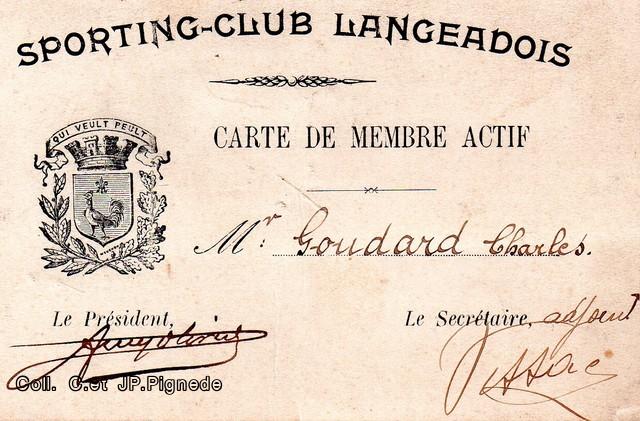 SPORTING-CLUB LANGEADOIS
QUI VEULT PEULT
CARTE DE MEMBRE ACTIF
Mr Goudard Charles.
Le Président,
Le Secrétaire, adjoint
Coll. C.et JP.Pignede